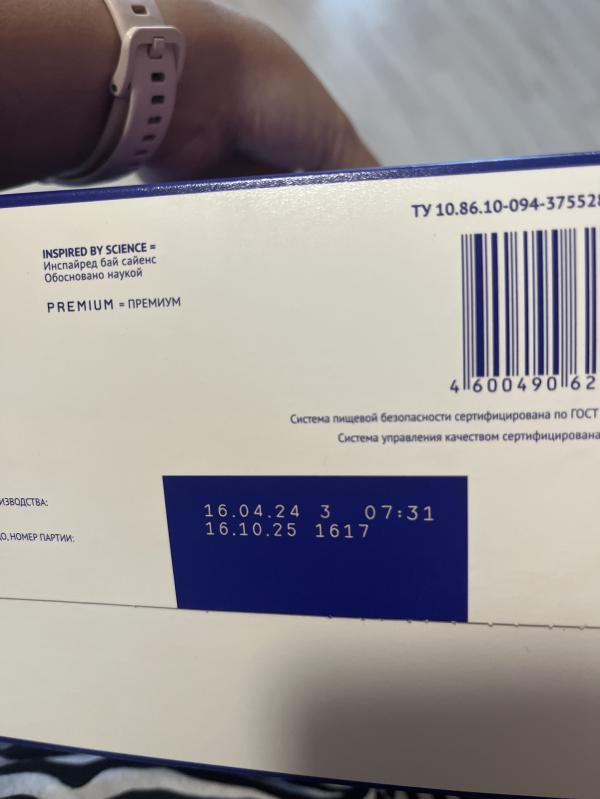 ТУ 10.86.10-094-37552
INSPIRED BY SCIENCE =
Инспайред бай сайенс
Обосновано наукой
PREMIUM = ПРЕМИУМ
4 600490 62
Система пищевой безопасности сертифицирована по ГОСТ
Система управления качеством сертифицирована
ИЗВОДСТВА:
16.04.24 3 07:31
О, НОМЕР ПАРТИИ:
16.10.25 1617